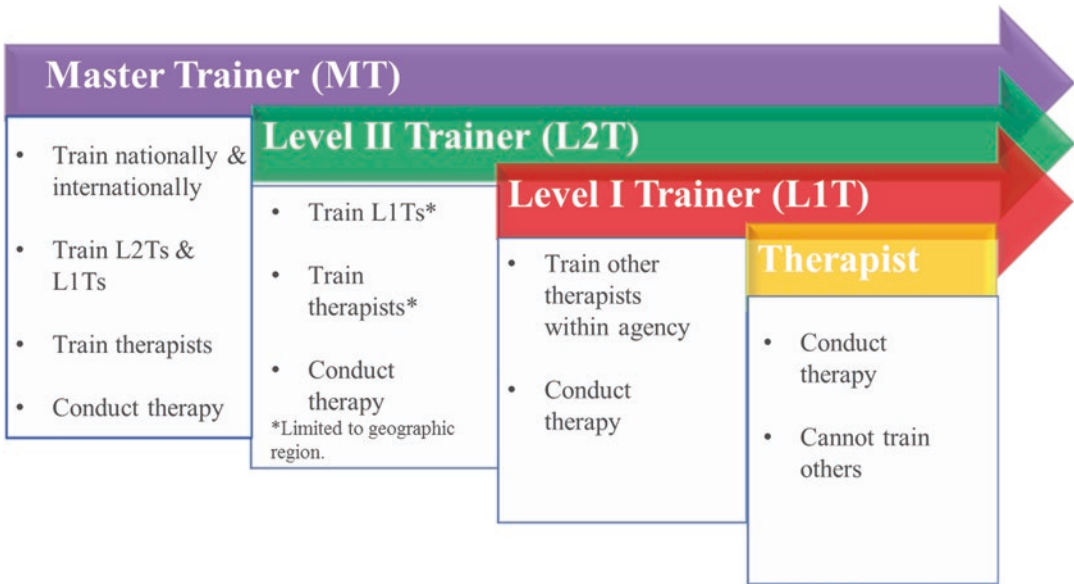 Master Trainer (MT)
• Train nationally &
internationally
• Train L2Ts &
L1Ts
• Train therapists
• Conduct therapy
Level II Trainer (L2T)
• Train L1Ts*
• Train
therapists*
• Conduct
therapy
*Limited to geographic
region.
Level I Trainer (L1T)
• Train other
therapists
within agency
• Conduct
therapy
Therapist
• Conduct
therapy
• Cannot train
others